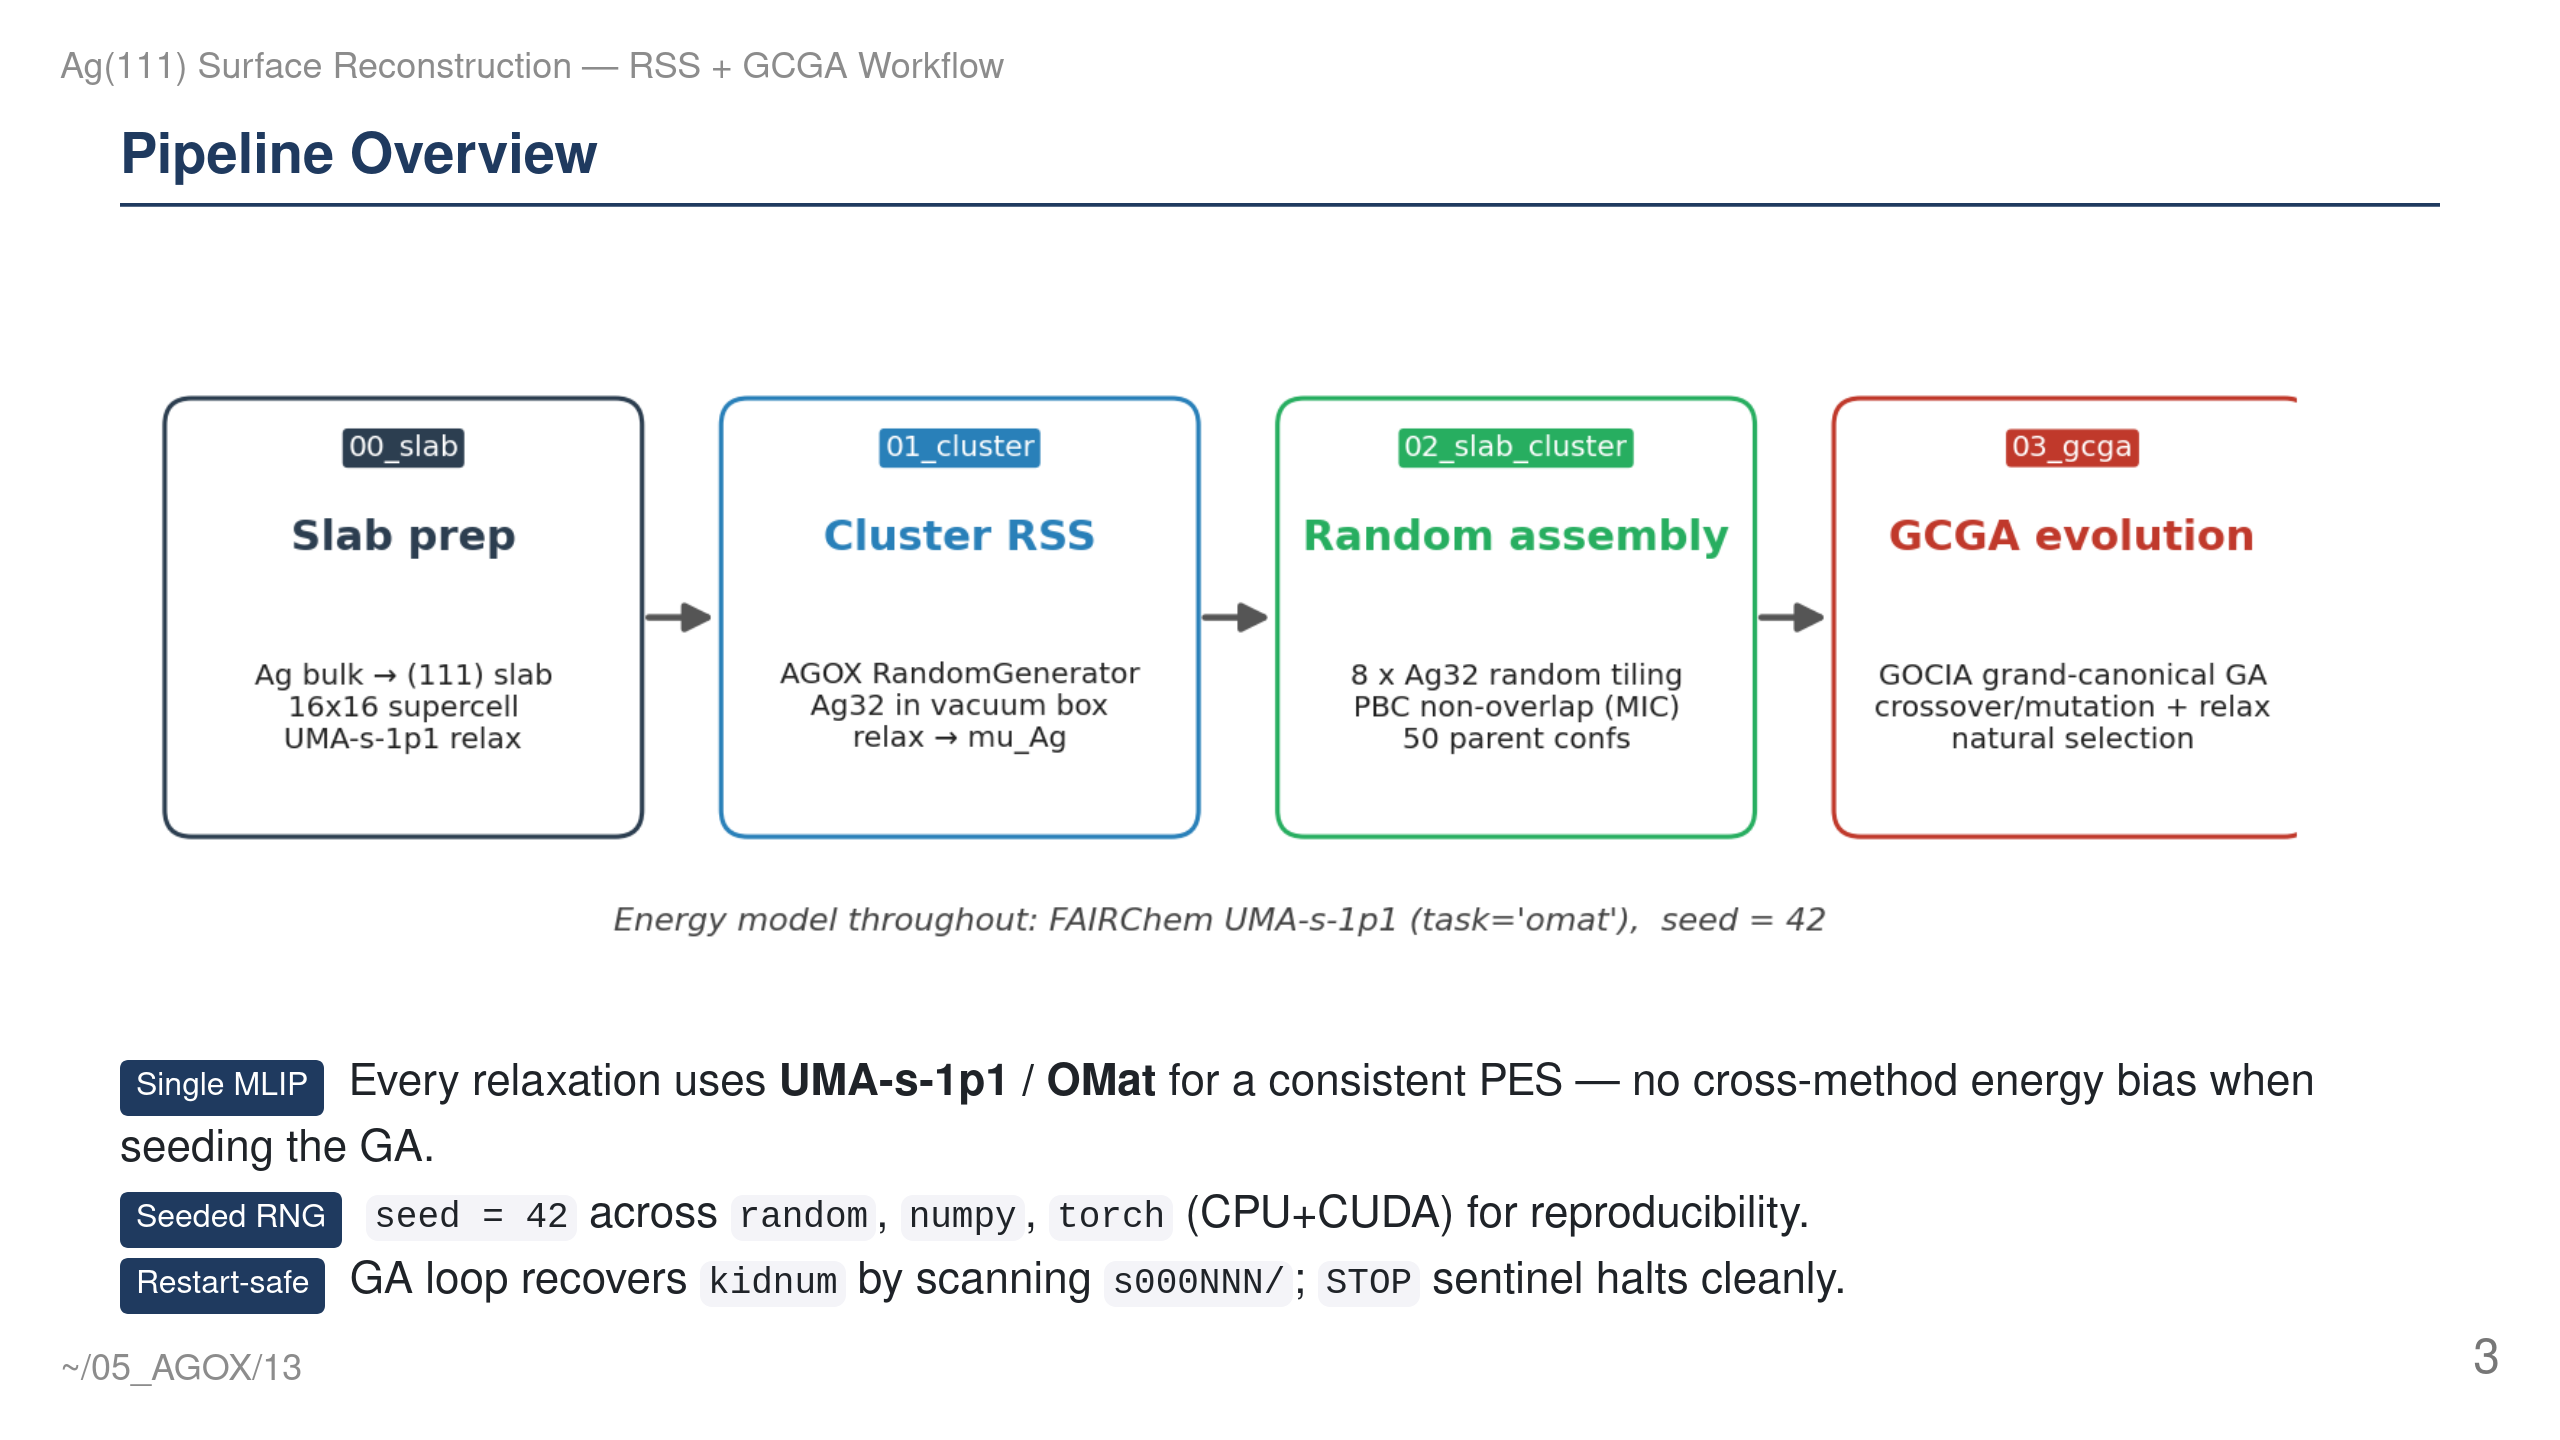 Ag(111) Surface Reconstruction — RSS + GCGA Workflow
Pipeline Overview
00_slab
Slab prep
Ag bulk → (111) slab
16x16 supercell
UMA-s-1p1 relax
01_cluster
Cluster RSS
AGOX RandomGenerator
Ag32 in vacuum box
relax → mu_Ag
02_slab_cluster
Random assembly
8 x Ag32 random tiling
PBC non-overlap (MIC)
50 parent confs
03_gcga
GCGA evolution
GOCIA grand-canonical GA
crossover/mutation + relax
natural selection
Energy model throughout: FAIRChem UMA-s-1p1 (task='omat'), seed = 42
Single MLIP Every relaxation uses UMA-s-1p1 / OMat for a consistent PES — no cross-method energy bias when
seeding the GA.
Seeded RNG seed = 42 across random, numpy, torch (CPU+CUDA) for reproducibility.
Restart-safe GA loop recovers kidnum by scanning s000NNN/; STOP sentinel halts cleanly.
~/05_AGOX/13
3